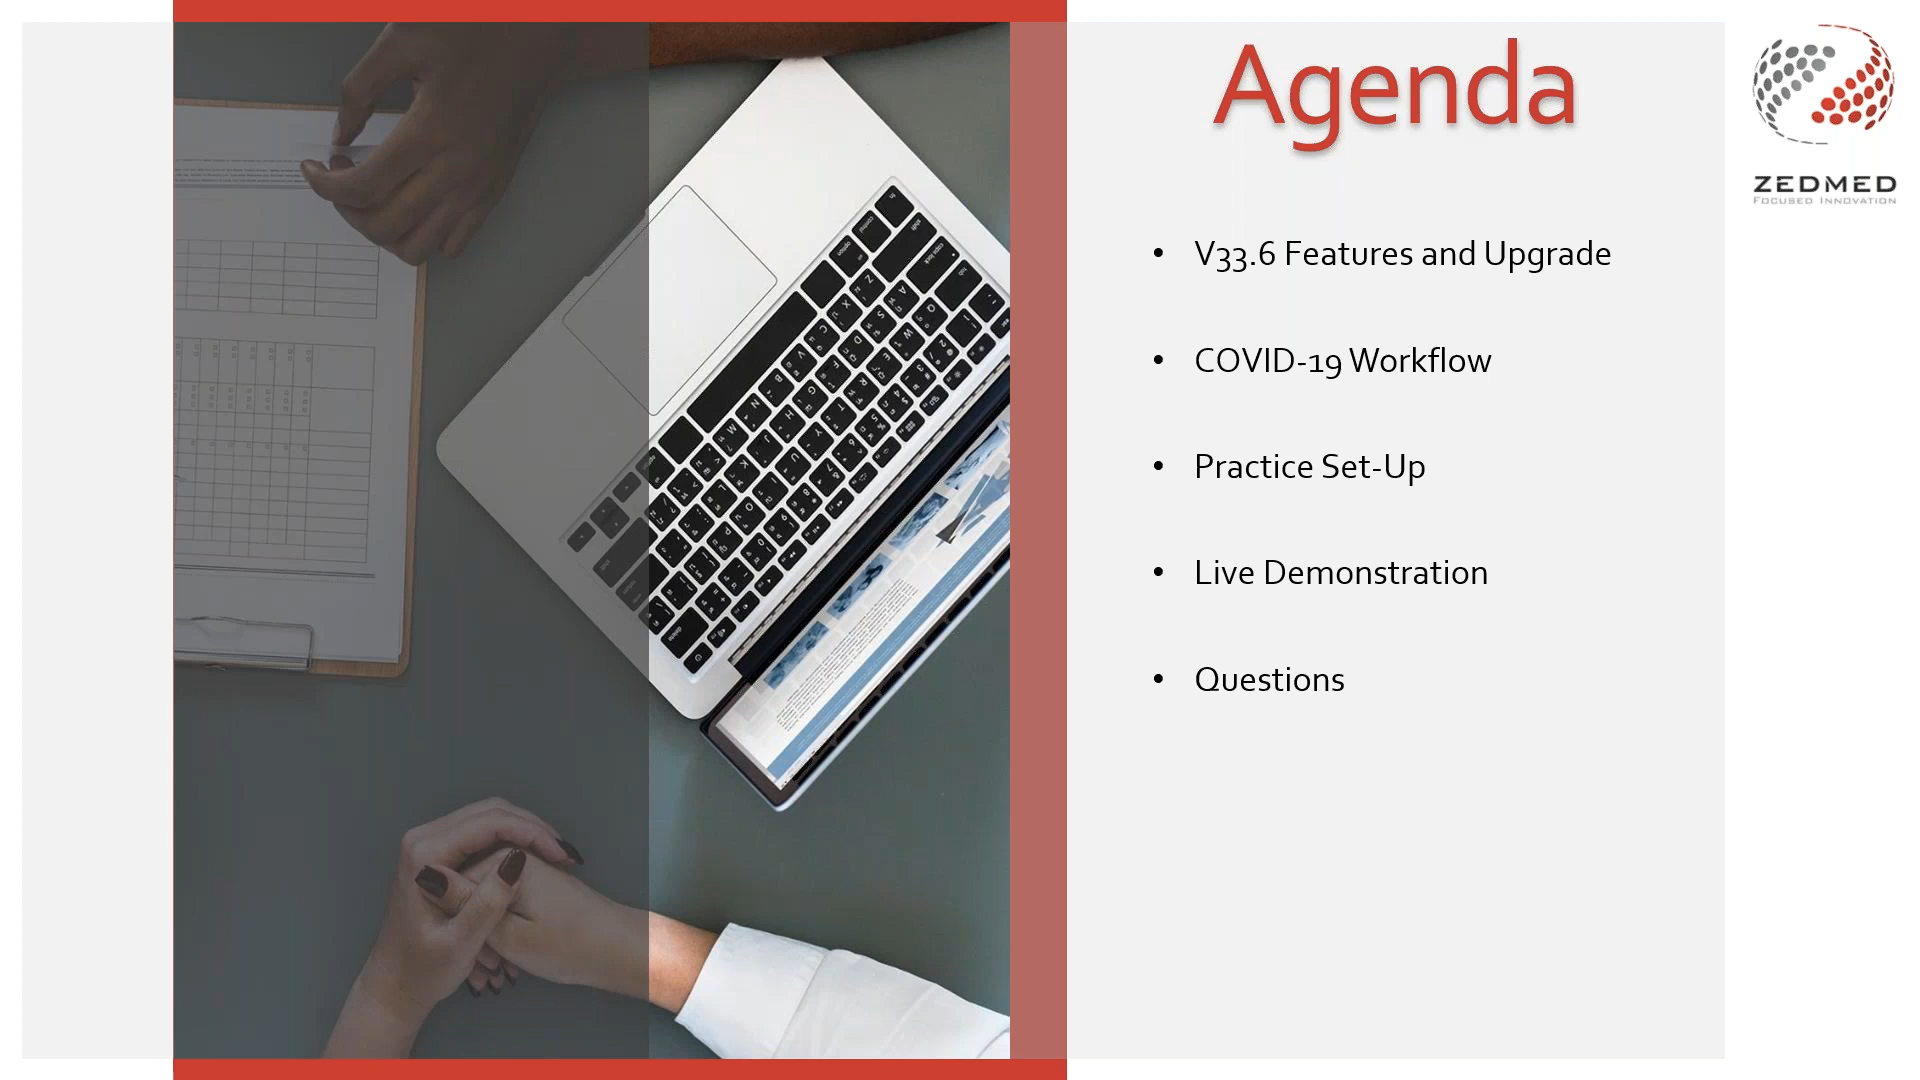 Agenda
ZEDMED
FOCUSED INNOVATION
• V33.6 Features and Upgrade
• COVID-19 Workflow
• Practice Set-Up
• Live Demonstration
• Questions